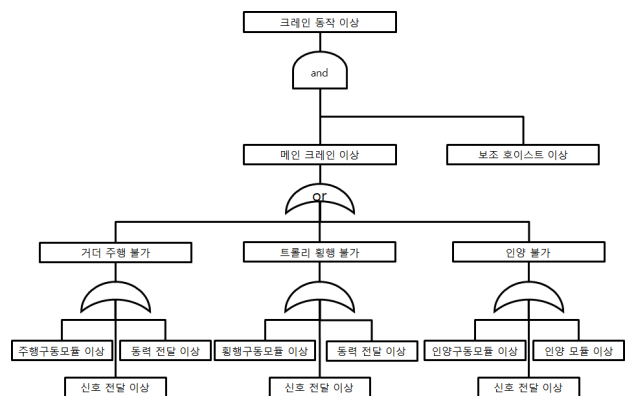 크레인 동작 이상
and
메인 크레인 이상
보조 호이스트 이상
or
거더 주행 불가
트롤리 횡행 불가
인양 불가
주행구동모듈 이상
동력 전달 이상
횡행구동모듈 이상
동력 전달 이상
인양구동모듈 이상
인양 모듈 이상
신호 전달 이상
신호 전달 이상
신호 전달 이상